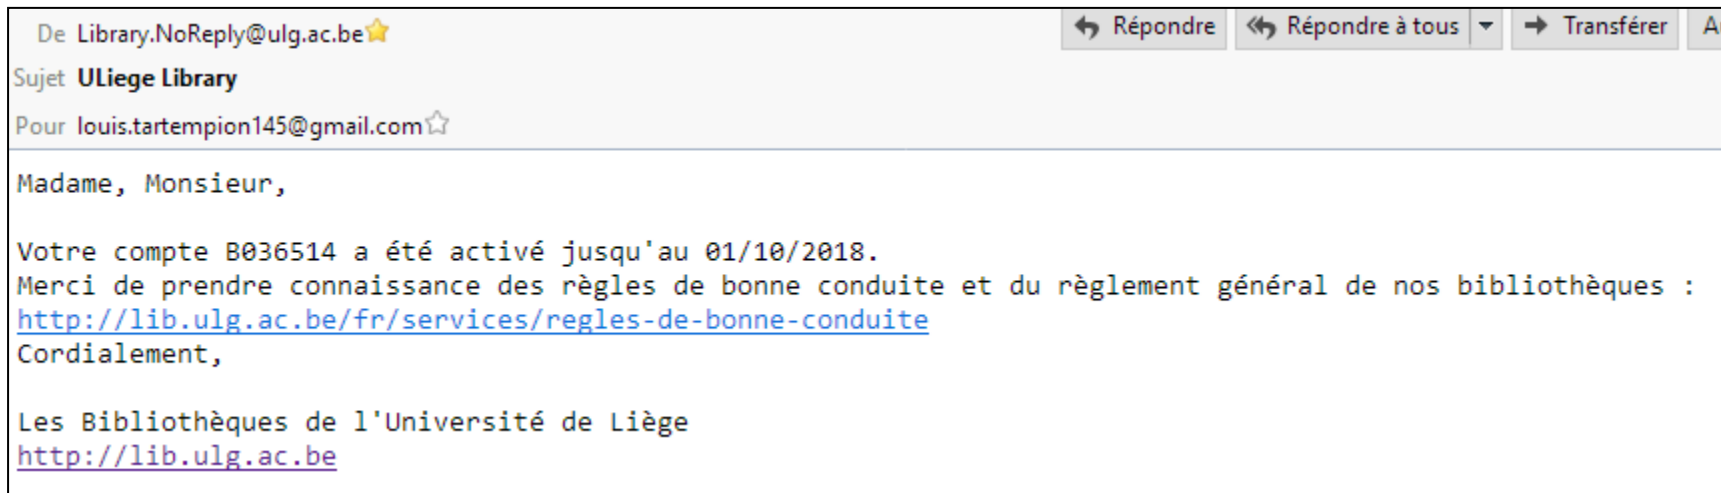 De Library.NoReply@ulg.ac.be Répondre Répondre à tous Transférer
Sujet ULiege Library
Pour louis.tartempion145@gmail.com
Madame, Monsieur,
Votre compte B036514 a été activé jusqu'au 01/10/2018.
Merci de prendre connaissance des règles de bonne conduite et du règlement général de nos bibliothèques :
http://lib.ulg.ac.be/fr/services/regles-de-bonne-conduite
Cordialement,
Les Bibliothèques de l'Université de Liège
http://lib.ulg.ac.be